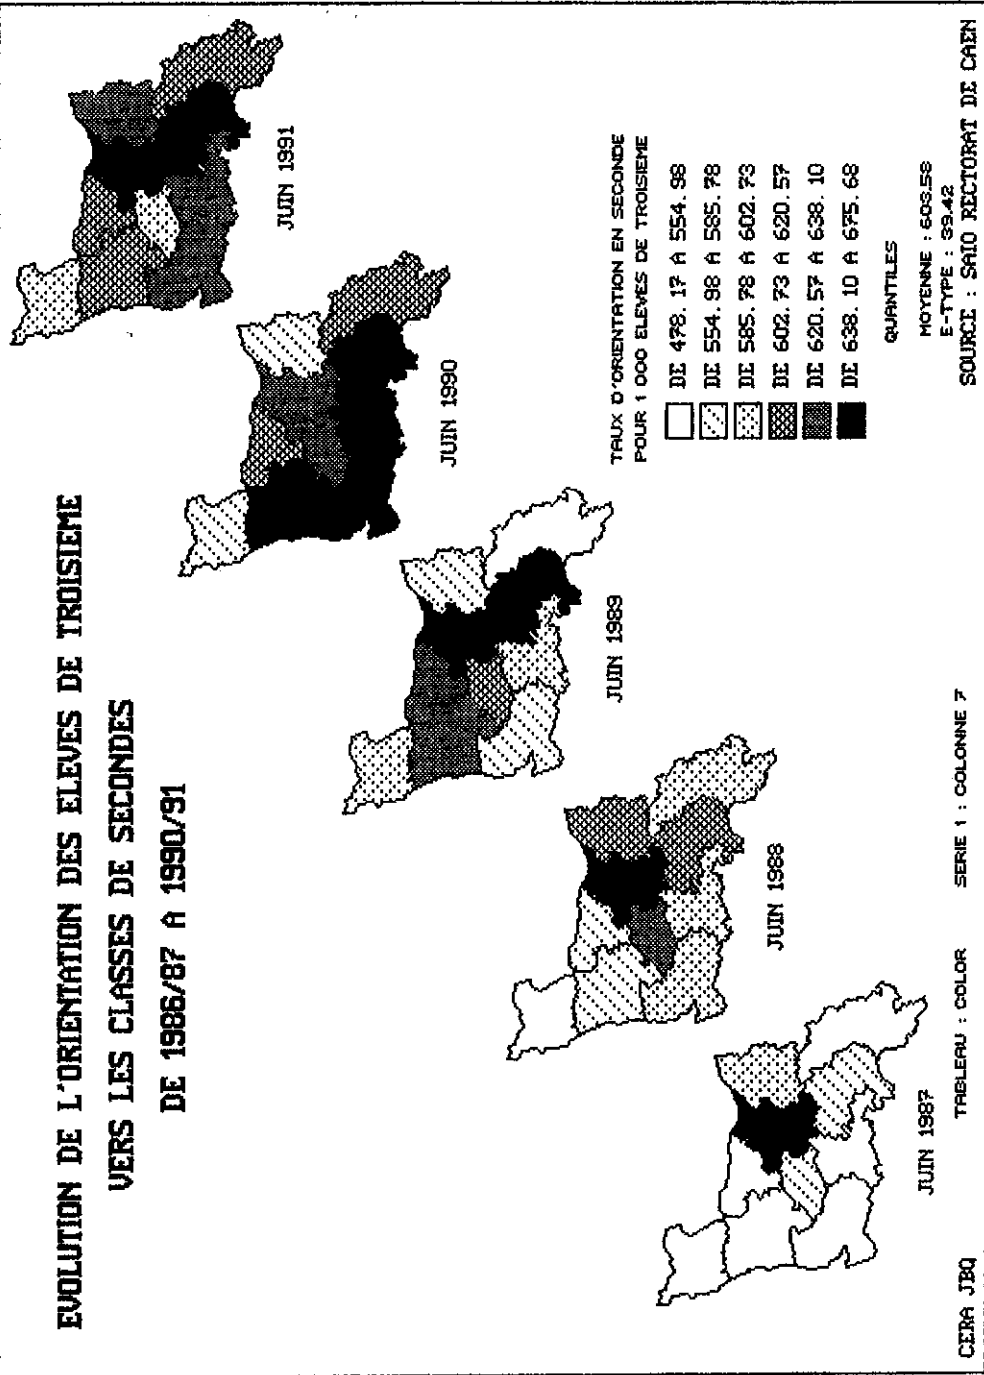 EVOLUTION DE L'ORIENTATION DES ELEVES DE TROISIEME
VERS LES CLASSES DE SECONDES
DE 1986/87 A 1990/91
JUIN 1987
JUIN 1988
JUIN 1989
JUIN 1990
JUIN 1991
TAUX D'ORIENTATION EN SECONDE
POUR 1 000 ELEVES DE TROISIEME
DE 478.17 A 554.98
DE 554.98 A 585.78
DE 585.78 A 602.73
DE 602.73 A 620.57
DE 620.57 A 638.10
DE 638.10 A 675.68
QUANTILES
MOYENNE : 603.58
E-TYPE : 39.42
SOURCE : SAIO RECTORAT DE CAEN
CERA JBQ
TABLEAU : COLOR
SERIE 1 : COLONNE 7